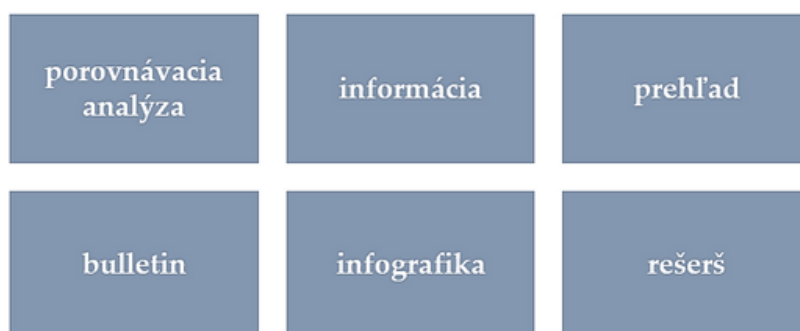 porovnávacia
analýza
informácia
prehľad
bulletin
infografika
rešerš